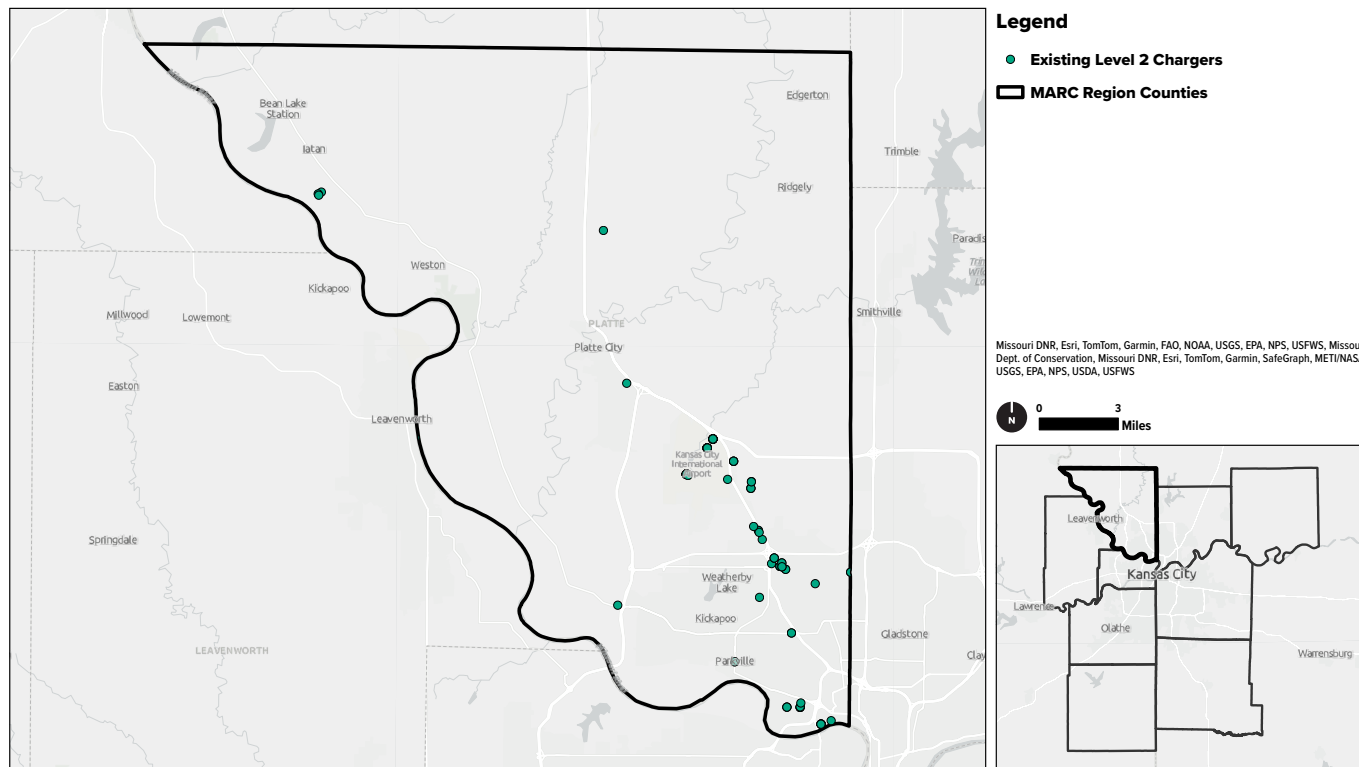 Legend
Existing Level 2 Chargers
MARC Region Counties
Bean Lake
Station
Iatan
Edgerton
Trimble
Ridgely
Weston
Kickapoo
Millwood
Lowemont
PLATTE
Platte City
Smithville
Easton
Leavenworth
Kansas City
International
Airport
Springdale
Weatherby
Lake
Kickapoo
LEAVENWORTH
Parkville
Gladstone
Missouri DNR, Esri, TomTom, Garmin, FAO, NOAA, USGS, EPA, NPS, USFWS, Missou
Dept. of Conservation, Missouri DNR, Esri, TomTom, Garmin, SafeGraph, METI/NAS
USGS, EPA, NPS, USDA, USFWS
N
0 3
Miles
Leavenworth
Kansas City
Lawrence
Olathe
Warrensburg